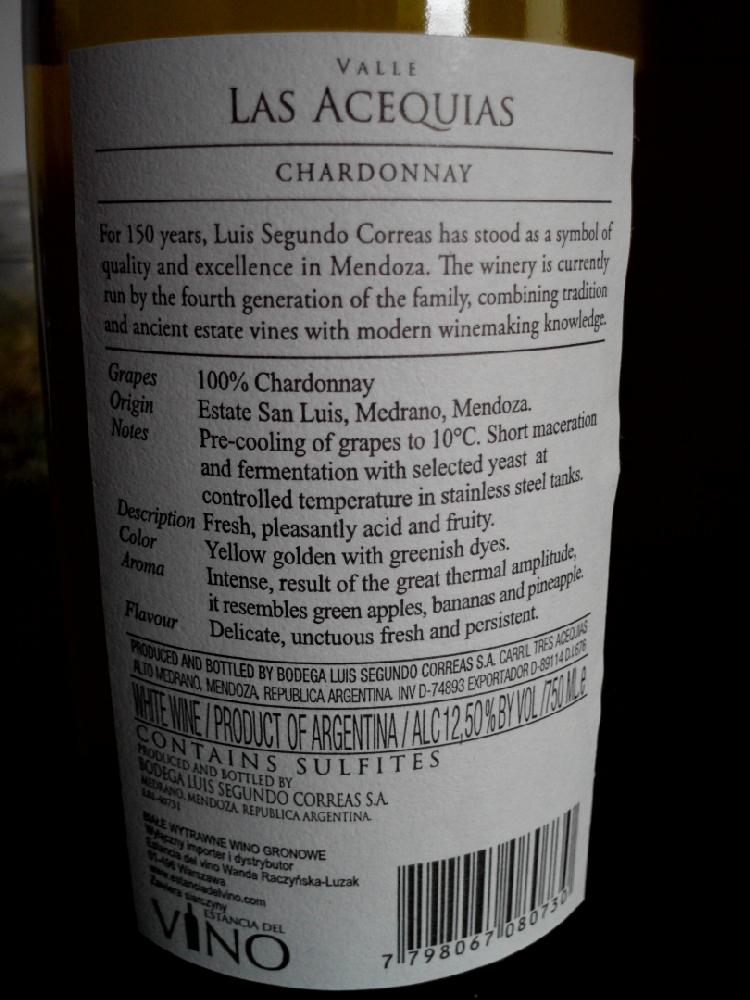 VALLE
LAS ACEQUIAS
CHARDONNAY
For 150 years, Luis Segundo Correas has stood as a symbol of
quality and excellence in Mendoza. The winery is currently
run by the fourth generation of the family, combining tradition
and ancient estate vines with modern winemaking knowledge.
Grapes 100% Chardonnay
Origin Estate San Luis, Medrano, Mendoza.
Notes Pre-cooling of grapes to 10°C. Short maceration
and fermentation with selected yeast at
controlled temperature in stainless steel tanks.
Description Fresh, pleasantly acid and fruity.
Color Yellow golden with greenish dyes.
Aroma Intense, result of the great thermal amplitude,
it resembles green apples, bananas and pineapple.
Flavour Delicate, unctuous fresh and persistent.
PRODUCED AND BOTTLED BY BODEGA LUIS SEGUNDO CORREAS S.A. CARRIL TRES ACEQUIAS
ALTO MEDRANO, MENDOZA, REPUBLICA ARGENTINA. INV D-74893 EXPORTADOR D-89114
WHITE WINE / PRODUCT OF ARGENTINA / ALC 12,50% BY VOL /750 ML e
CONTAINS SULFITES
PRODUCED AND BOTTLED BY
BODEGA LUIS SEGUNDO CORREAS S.A.
MEDRANO, MENDOZA, REPUBLICA ARGENTINA.
BIAŁE WYTRAWNE WINO GRONOWE
Wyłączny importer i dystrybutor
Estancia del vino Wanda Raczyńska-Luzak
Warszawa
www.estanciadelvino.com
Zawiera siarczyny
ESTANCIA DEL
VINO
7 798067 080730